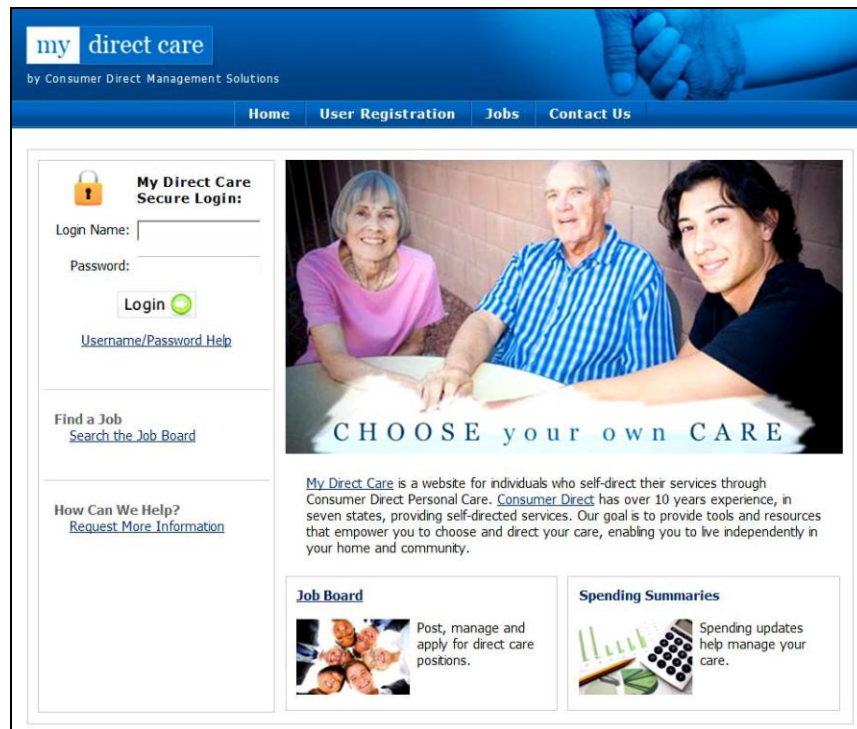 my direct care
by Consumer Direct Management Solutions
Home User Registration Jobs Contact Us
My Direct Care
Secure Login:
Login Name:
Password:
Login
Username/Password Help
Find a Job
Search the Job Board
How Can We Help?
Request More Information
CHOOSE your own CARE
My Direct Care is a website for individuals who self-direct their services through
Consumer Direct Personal Care. Consumer Direct has over 10 years experience, in
seven states, providing self-directed services. Our goal is to provide tools and resources
that empower you to choose and direct your care, enabling you to live independently in
your home and community.
Job Board
Post, manage and
apply for direct care
positions.
Spending Summaries
Spending updates
help manage your
care.